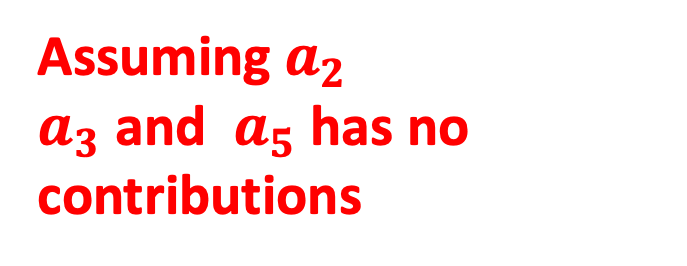 Assuming a₂
a₃ and a₅ has no
contributions